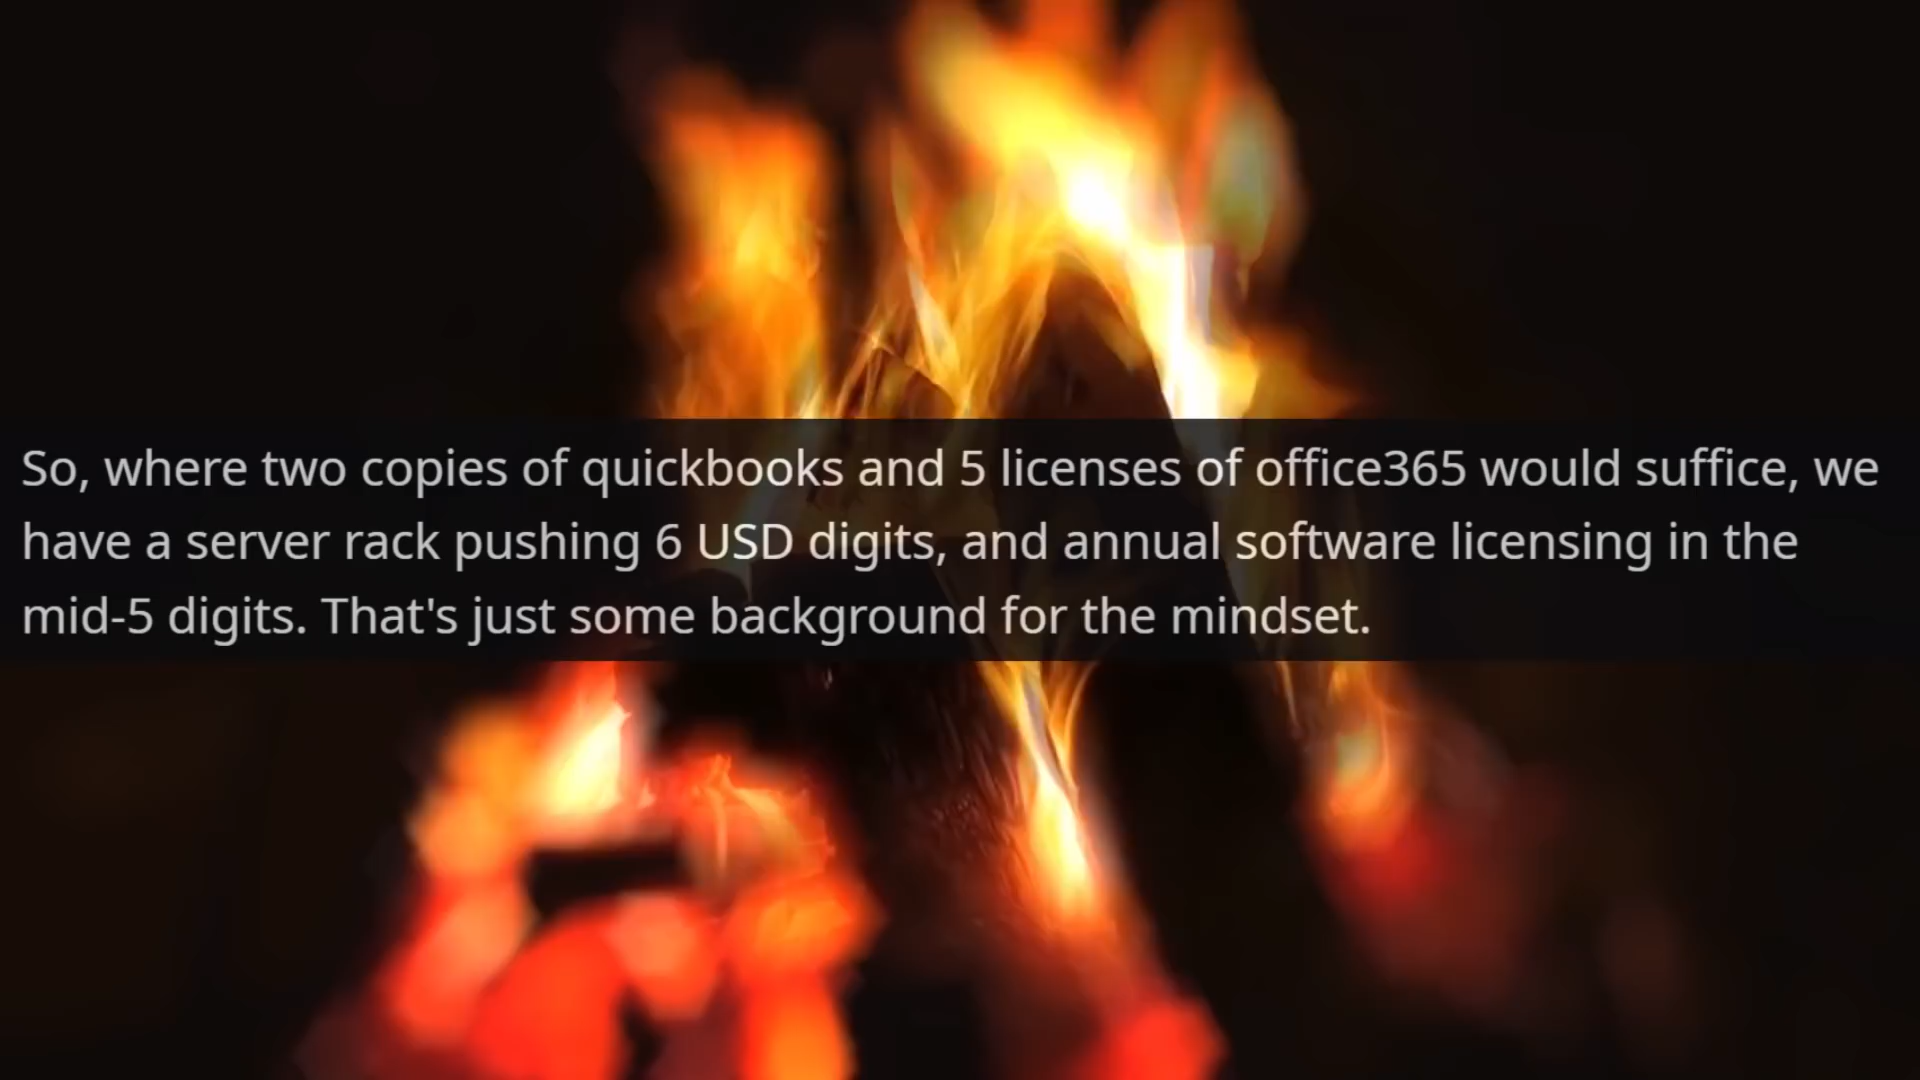 So, where two copies of quickbooks and 5 licenses of office365 would suffice, we
have a server rack pushing 6 USD digits, and annual software licensing in the
mid-5 digits. That's just some background for the mindset.